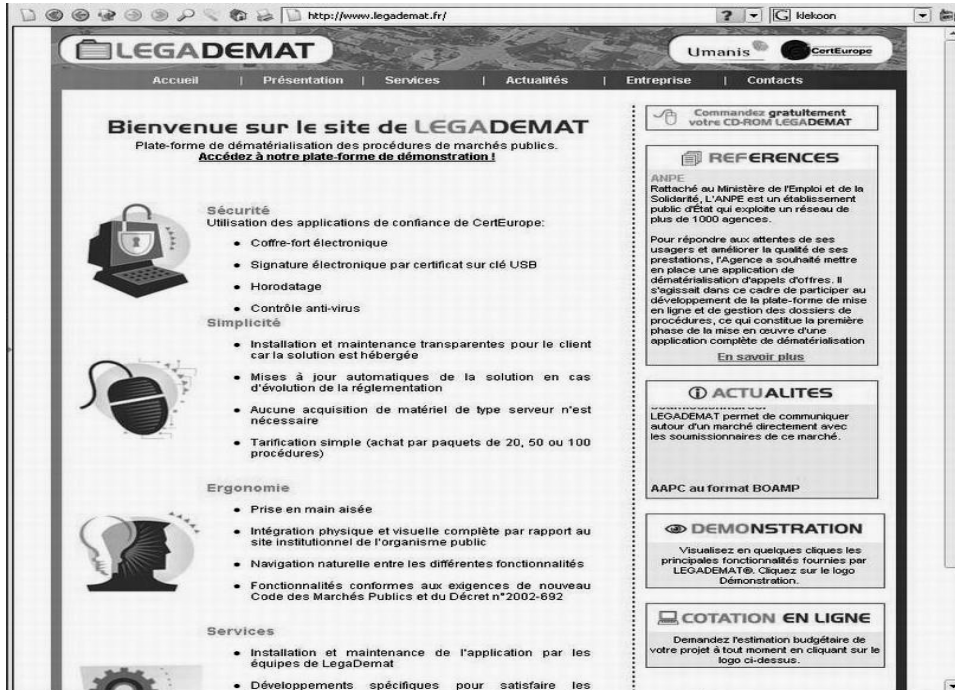 http://www.legademat.fr/
?
G klekoon
LEGADEMAT
Umanis
CertEurope
Accueil | Présentation | Services | Actualités | Entreprise | Contacts
Bienvenue sur le site de LEGADEMAT
Plate-forme de dématérialisation des procédures de marchés publics.
Accédez à notre plate-forme de démonstration !
Sécurité
Utilisation des applications de confiance de CertEurope:
• Coffre-fort électronique
• Signature électronique par certificat sur clé USB
• Horodatage
• Contrôle anti-virus
Simplicité
• Installation et maintenance transparentes pour le client
car la solution est hébergée
• Mises à jour automatiques de la solution en cas
d'évolution de la réglementation
• Aucune acquisition de matériel de type serveur n'est
nécessaire
• Tarification simple (achat par paquets de 20, 50 ou 100
procédures)
Ergonomie
• Prise en main aisée
• Intégration physique et visuelle complète par rapport au
site institutionnel de l'organisme public
• Navigation naturelle entre les différentes fonctionnalités
• Fonctionnalités conformes aux exigences de nouveau
Code des Marchés Publics et du Décret n°2002-692
Services
• Installation et maintenance de l'application par les
équipes de LegaDemat
• Développements spécifiques pour satisfaire les
Commandez gratuitement
votre CD-ROM LEGADEMAT
REFERENCES
ANPE
Rattaché au Ministère de l'Emploi et de la
Solidarité, L'ANPE est un établissement
public d'État qui exploite un réseau de
plus de 1000 agences.
Pour répondre aux attentes de ses
usagers et améliorer la qualité de ses
prestations, l'Agence a souhaité mettre
en place une application de
dématérialisation d'appels d'offres. Il
s'agissait dans ce cadre de participer au
développement de la plate-forme de mise
en ligne et de gestion des dossiers de
procédures, ce qui constitue la première
phase de la mise en œuvre d'une
application complète de dématérialisation
En savoir plus
ACTUALITES
LEGADEMAT permet de communiquer
autour d'un marché directement avec
les soumissionnaires de ce marché.
AAPC au format BOAMP
DEMONSTRATION
Visualisez en quelques cliques les
principales fonctionnalités fournies par
LEGADEMAT®. Cliquez sur le logo
Démonstration.
COTATION EN LIGNE
Demandez l'estimation budgétaire de
votre projet à tout moment en cliquant sur le
logo ci-dessus.